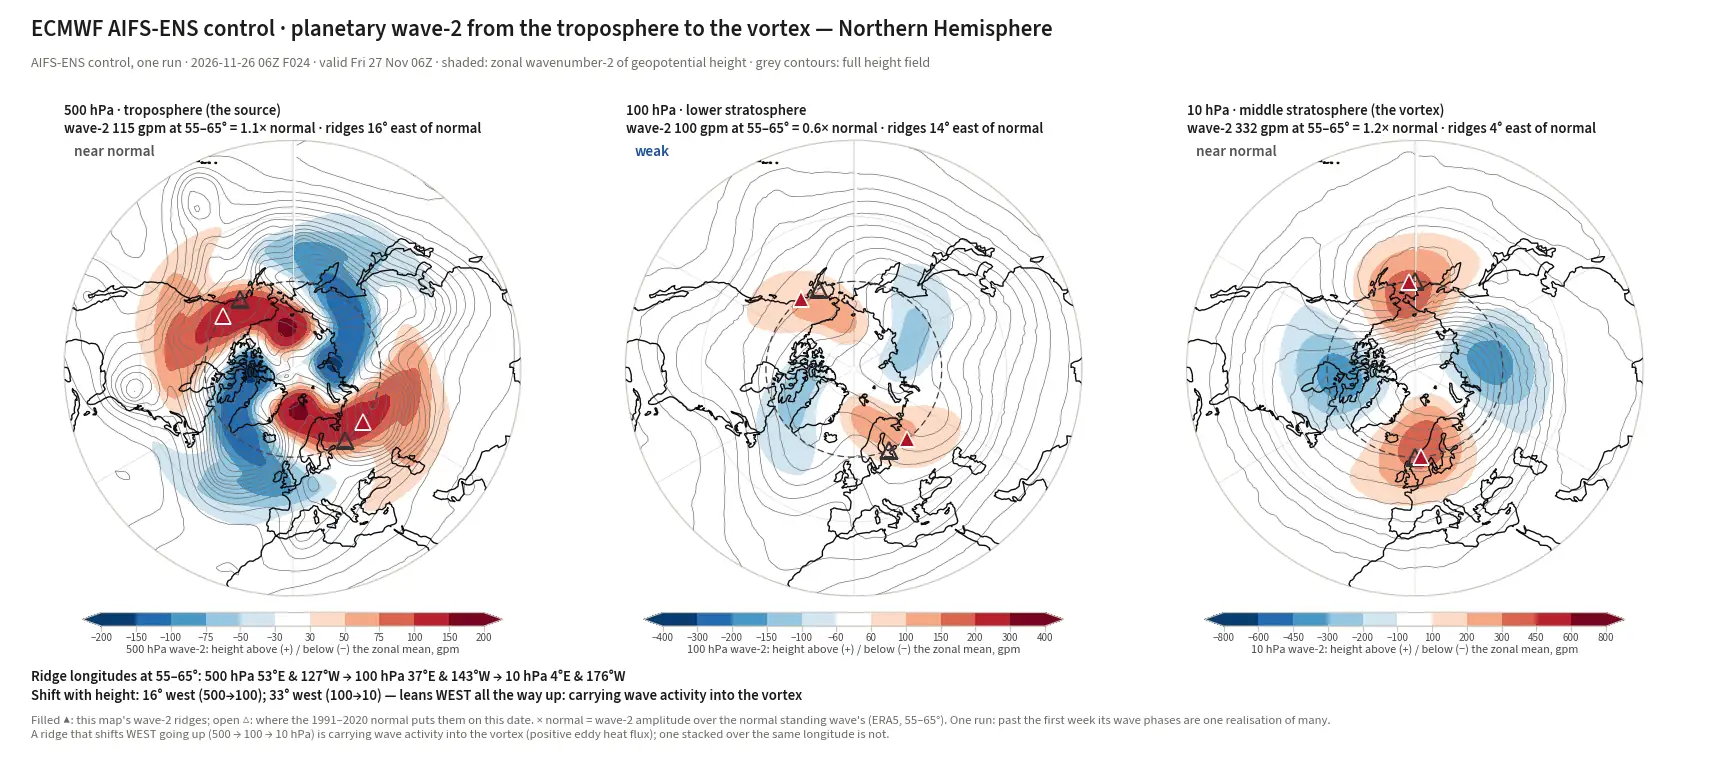 ECMWF AIFS-ENS control · planetary wave-2 from the troposphere to the vortex — Northern Hemisphere
AIFS-ENS control, one run · 2026-11-26 06Z F024 · valid Fri 27 Nov 06Z · shaded: zonal wavenumber-2 of geopotential height · grey contours: full height field
500 hPa · troposphere (the source)
wave-2 115 gpm at 55–65° = 1.1× normal · ridges 16° east of normal
near normal
100 hPa · lower stratosphere
wave-2 100 gpm at 55–65° = 0.6× normal · ridges 14° east of normal
weak
10 hPa · middle stratosphere (the vortex)
wave-2 332 gpm at 55–65° = 1.2× normal · ridges 4° east of normal
near normal
−200 −150 −100 −75 −50 −30 30 50 75 100 150 200
500 hPa wave-2: height above (+) / below (−) the zonal mean, gpm
−400 −300 −200 −150 −100 −60 60 100 150 200 300 400
100 hPa wave-2: height above (+) / below (−) the zonal mean, gpm
−800 −600 −450 −300 −200 −100 100 200 300 450 600 800
10 hPa wave-2: height above (+) / below (−) the zonal mean, gpm
Ridge longitudes at 55–65°: 500 hPa 53°E & 127°W → 100 hPa 37°E & 143°W → 10 hPa 4°E & 176°W
Shift with height: 16° west (500→100); 33° west (100→10) — leans WEST all the way up: carrying wave activity into the vortex
Filled ▲: this map's wave-2 ridges; open △: where the 1991–2020 normal puts them on this date. × normal = wave-2 amplitude over the normal standing wave's (ERA5, 55–65°). One run: past the first week its wave phases are one realisation of many.
A ridge that shifts WEST going up (500 → 100 → 10 hPa) is carrying wave activity into the vortex (positive eddy heat flux); one stacked over the same longitude is not.